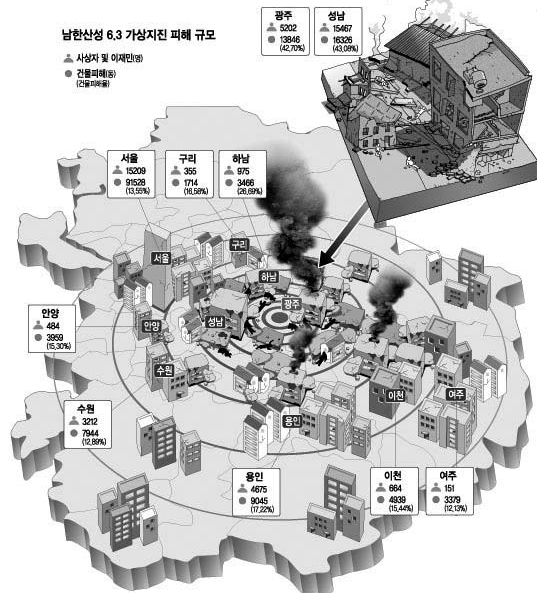 남한산성 6,3 가상지진 피해 규모
사상자 및 이재민(명)
건물피해(동)
(건물피해율)
광주
5202
13846
(42,70%)
성남
15467
16326
(43,08%)
서울
15209
91528
(13,55%)
구리
355
1714
(16,58%)
하남
975
3466
(26,69%)
서울
구리
하남
광주
성남
안양
수원
용인
이천
여주
안양
484
3959
(15,30%)
수원
3212
7944
(12,89%)
용인
4675
9045
(17,22%)
이천
664
4939
(15,44%)
여주
151
3379
(12,13%)